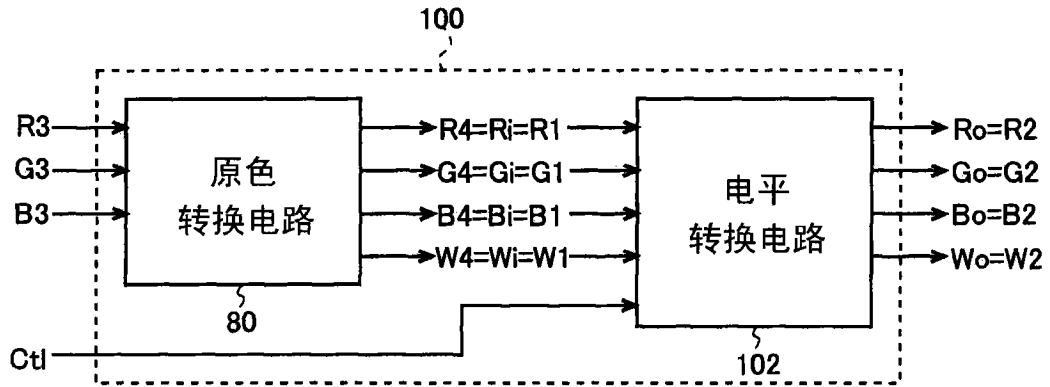 100
R3
G3
B3
原色
转换电路
80
R4=Ri=R1
G4=Gi=G1
B4=Bi=B1
W4=Wi=W1
电平
转换电路
102
Ro=R2
Go=G2
Bo=B2
Wo=W2
Ctl